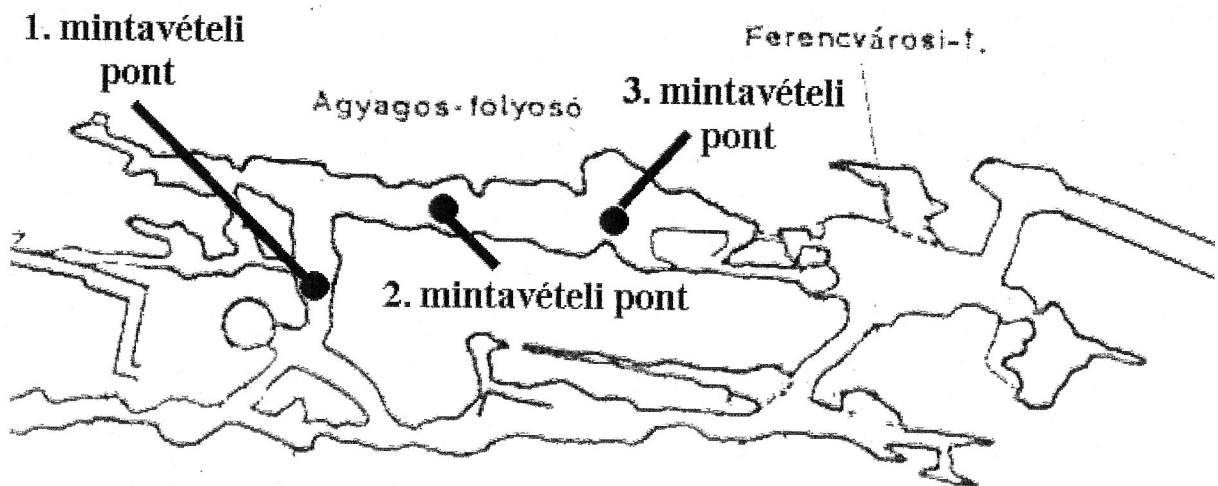 1. mintavételi
pont
Agyagos-folyosó
Ferencvárosi-t.
3. mintavételi
pont
2. mintavételi pont